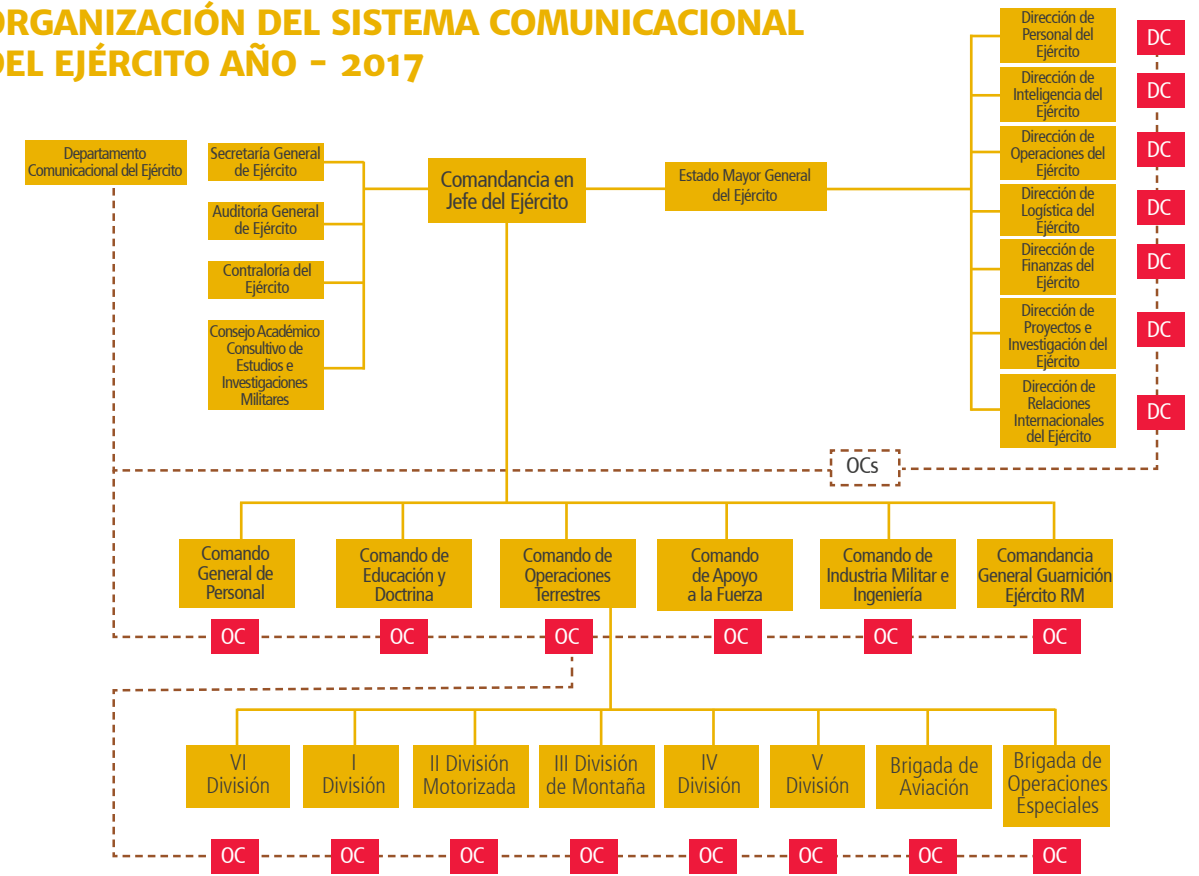 ORGANIZACIÓN DEL SISTEMA COMUNICACIONAL
DEL EJÉRCITO AÑO - 2017
Departamento
Comunicacional del Ejército
Secretaría General
de Ejército
Auditoría General
de Ejército
Contraloría del
Ejército
Consejo Académico
Consultivo de
Estudios e
Investigaciones
Militares
Comandancia en
Jefe del Ejército
Estado Mayor General
del Ejército
Dirección de
Personal del
Ejército
DC
Dirección de
Inteligencia del
Ejército
DC
Dirección de
Operaciones del
Ejército
DC
Dirección de
Logística del
Ejército
DC
Dirección de
Finanzas del
Ejército
DC
Dirección de
Proyectos e
Investigación del
Ejército
DC
Dirección de
Relaciones
Internacionales
del Ejército
DC
OCs
Comando
General de
Personal
Comando de
Educación y
Doctrina
Comando de
Operaciones
Terrestres
Comando
de Apoyo
a la Fuerza
Comando de
Industria Militar e
Ingeniería
Comandancia
General Guarnición
Ejército RM
OC
OC
OC
OC
OC
OC
VI
División
I
División
II División
Motorizada
III División
de Montaña
IV
División
V
División
Brigada de
Aviación
Brigada de
Operaciones
Especiales
OC
OC
OC
OC
OC
OC
OC
OC